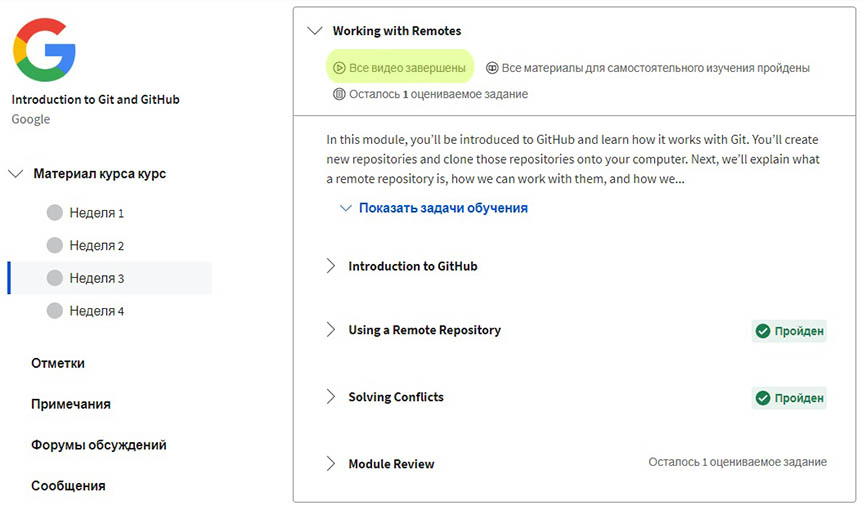 Introduction to Git and GitHub
Google
Материал курса курс
Неделя 1
Неделя 2
Неделя 3
Неделя 4
Отметки
Примечания
Форумы обсуждений
Сообщения
Working with Remotes
Все видео завершены
Все материалы для самостоятельного изучения пройдены
Осталось 1 оцениваемое задание
In this module, you’ll be introduced to GitHub and learn how it works with Git. You’ll create
new repositories and clone those repositories onto your computer. Next, we’ll explain what
a remote repository is, how we can work with them, and how we...
Показать задачи обучения
Introduction to GitHub
Using a Remote Repository
Пройден
Solving Conflicts
Пройден
Module Review
Осталось 1 оцениваемое задание